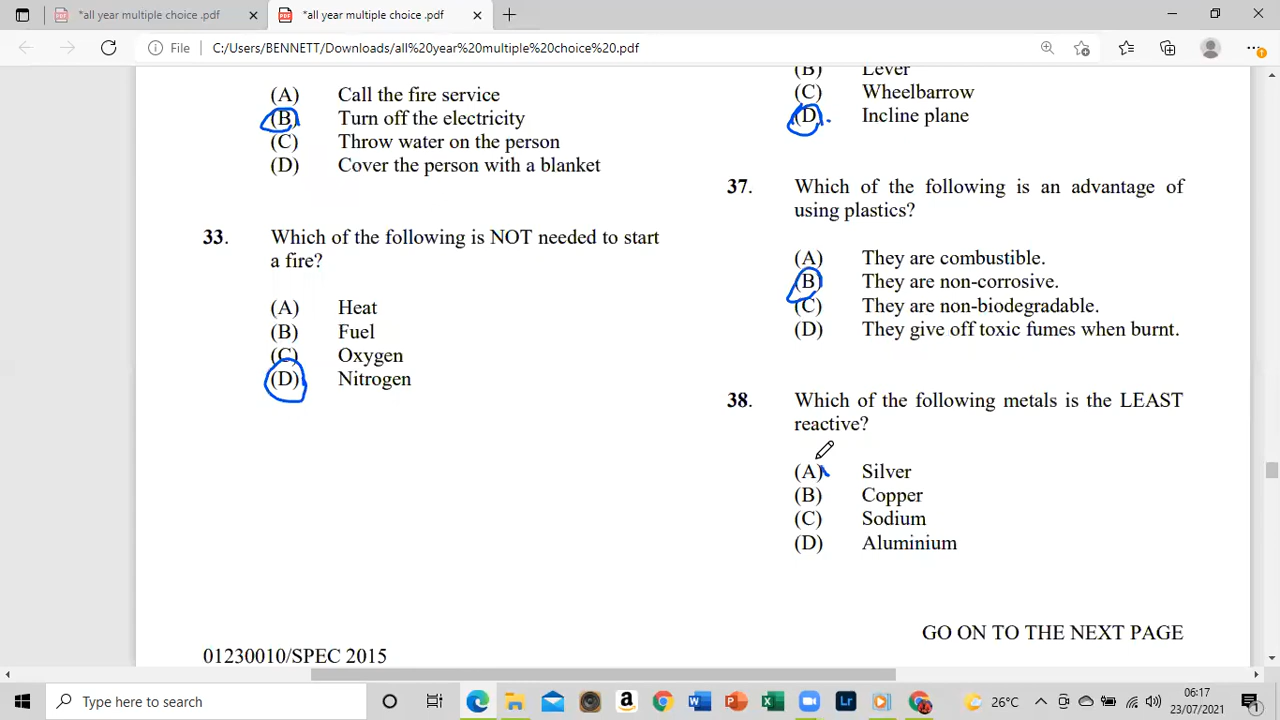 *all year multiple choice .pdf
*all year multiple choice .pdf
File
C:/Users/BENNETT/Downloads/all%20year%20multiple%20choice%20.pdf
(A) Call the fire service
(B) Turn off the electricity
(C) Throw water on the person
(D) Cover the person with a blanket
33. Which of the following is NOT needed to start
a fire?
(A) Heat
(B) Fuel
(C) Oxygen
(D) Nitrogen
01230010/SPEC 2015
(B) Lever
(C) Wheelbarrow
(D) Incline plane
37. Which of the following is an advantage of
using plastics?
(A) They are combustible.
(B) They are non-corrosive.
(C) They are non-biodegradable.
(D) They give off toxic fumes when burnt.
38. Which of the following metals is the LEAST
reactive?
(A) Silver
(B) Copper
(C) Sodium
(D) Aluminium
GO ON TO THE NEXT PAGE
Type here to search
26°C
06:17
23/07/2021